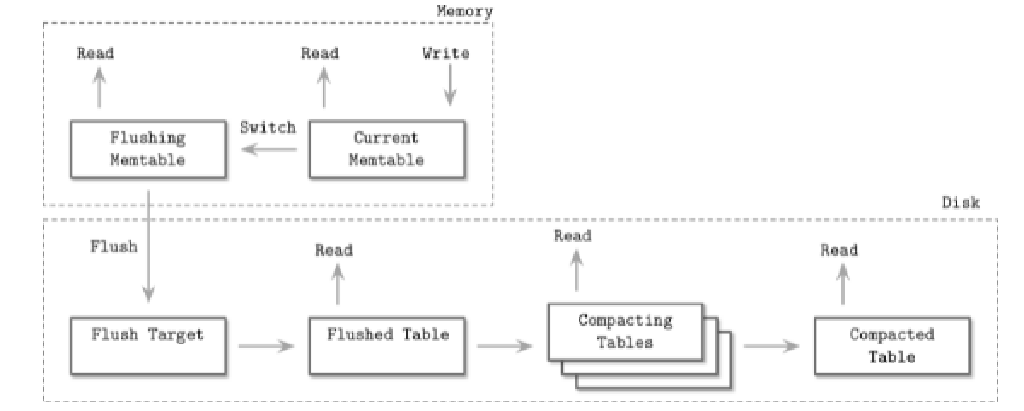 Memory
Read
Read
Write
Flushing
Memtable
Switch
Current
Memtable
Disk
Flush
Read
Read
Read
Flush Target
Flushed Table
Compacting
Tables
Compacted
Table